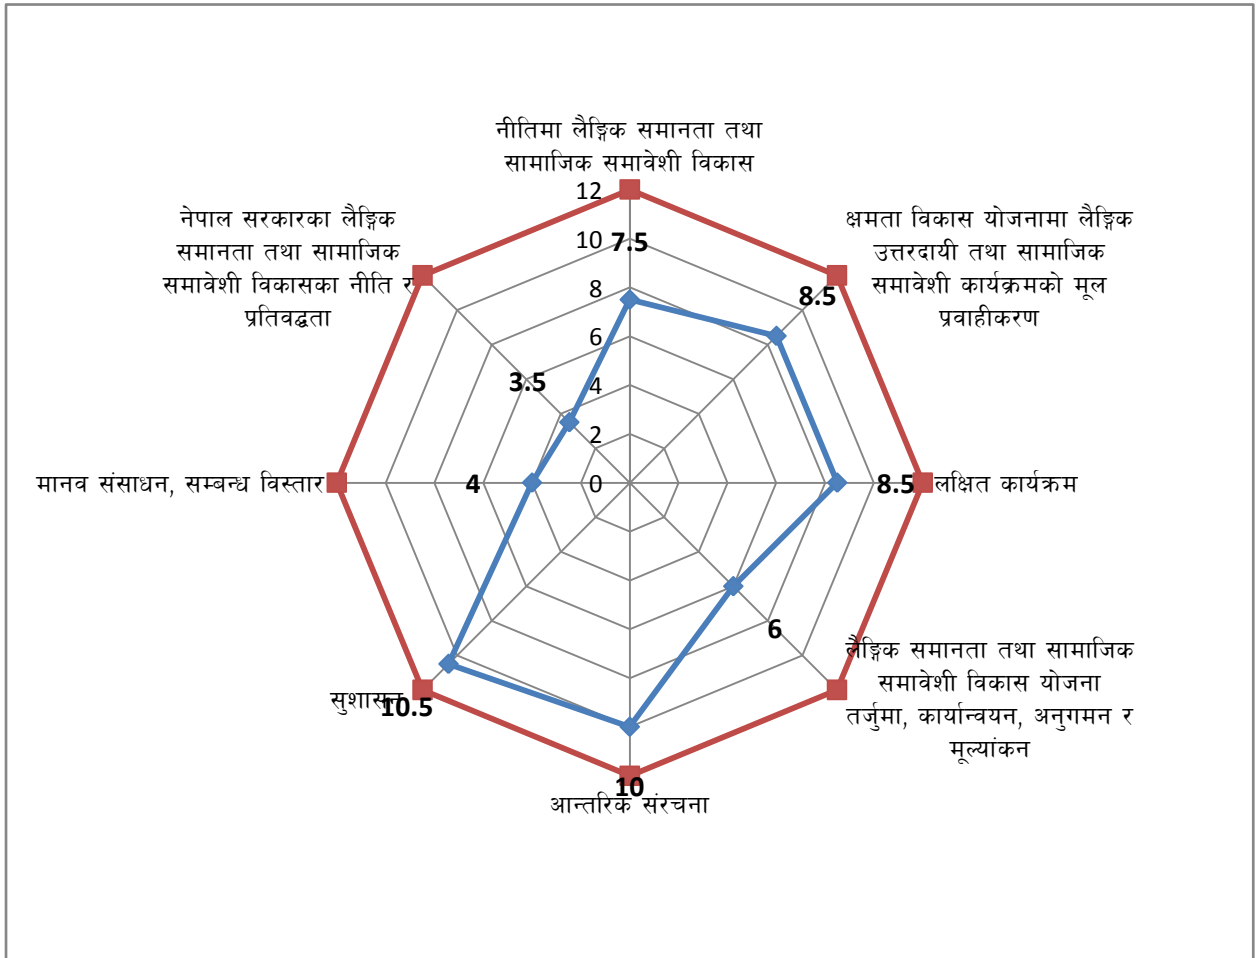 नीतिमा लैङ्गिक समानता तथा
सामाजिक समावेशी विकास
12
10
7.5
8
6
4
2
0
क्षमता विकास योजनामा लैङ्गिक
उत्तरदायी तथा सामाजिक
समावेशी कार्यक्रमको मूल
प्रवाहीकरण
8.5
8.5
लक्षित कार्यक्रम
6
लैङ्गिक समानता तथा सामाजिक
समावेशी विकास योजना
तर्जुमा, कार्यान्वयन, अनुगमन र
मूल्यांकन
10
आन्तरिक संरचना
सुशासन
10.5
मानव संसाधन, सम्बन्ध विस्तार
4
नेपाल सरकारका लैङ्गिक
समानता तथा सामाजिक
समावेशी विकासका नीति र
प्रतिवद्धता
3.5